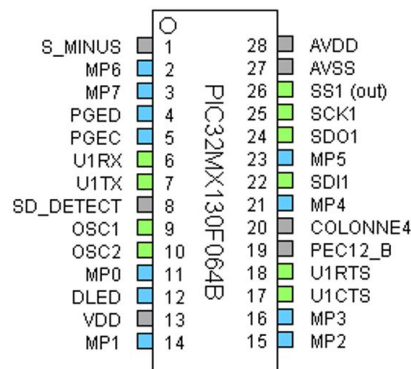 S_MINUS 1 28 AVDD
MP6 2 27 AVSS
MP7 3 26 SS1 (out)
PGED 4 25 SCK1
PGEC 5 24 SDO1
U1RX 6 23 MP5
U1TX 7 22 SDI1
SD_DETECT 8 21 MP4
OSC1 9 20 COLONNE4
OSC2 10 19 PEC12_B
MP0 11 18 U1RTS
DLED 12 17 U1CTS
VDD 13 16 MP3
MP1 14 15 MP2
PIC32MX130F064B